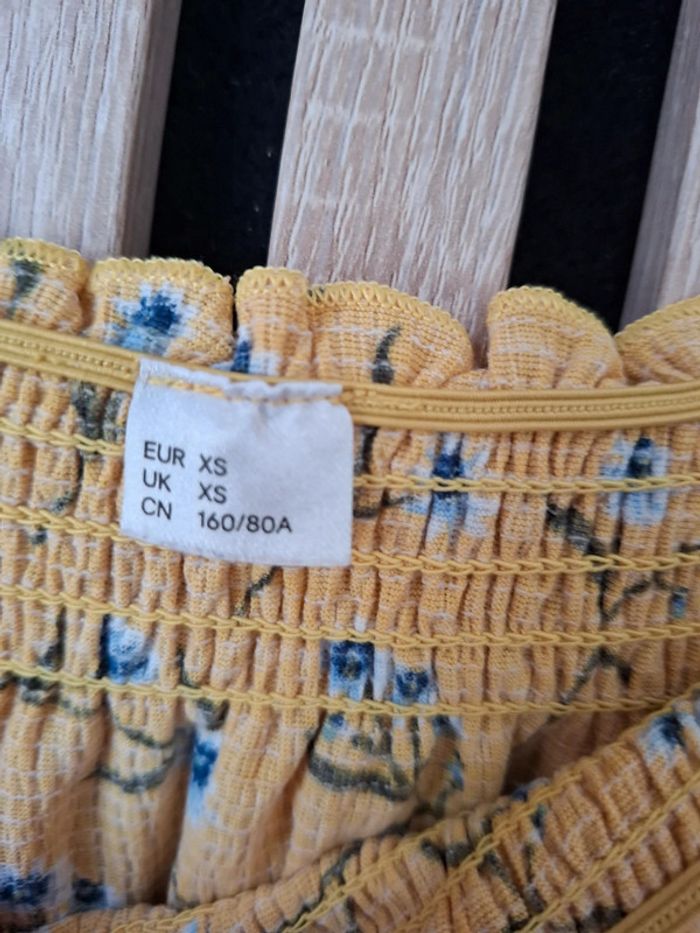 EUR XS
UK XS
CN 160/80A